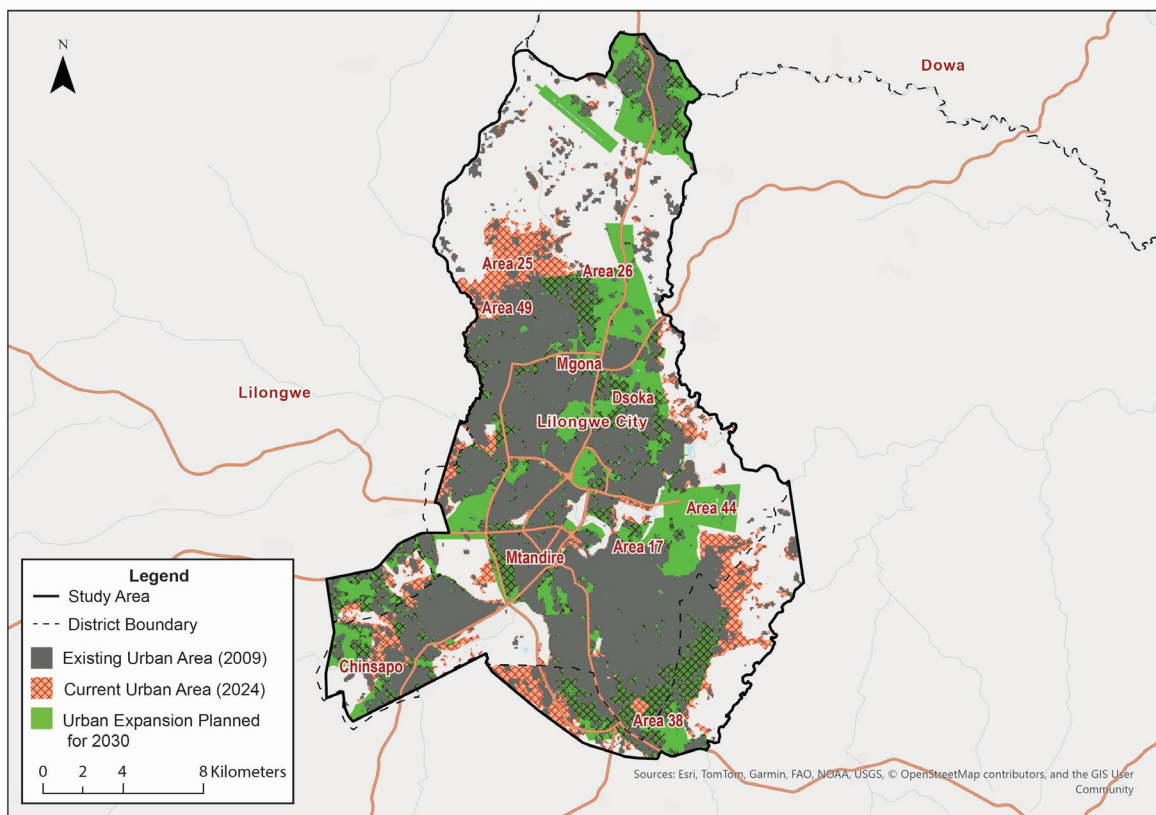 N
Dowa
Area 25
Area 26
Area 49
Mgona
Lilongwe
Dsoka
Lilongwe City
Area 44
Area 17
Mtandire
Chinsapo
Area 38
Legend
Study Area
District Boundary
Existing Urban Area (2009)
Current Urban Area (2024)
Urban Expansion Planned
for 2030
0 2 4 8 Kilometers
Sources: Esri, TomTom, Garmin, FAO, NOAA, USGS, © OpenStreetMap contributors, and the GIS User
Community